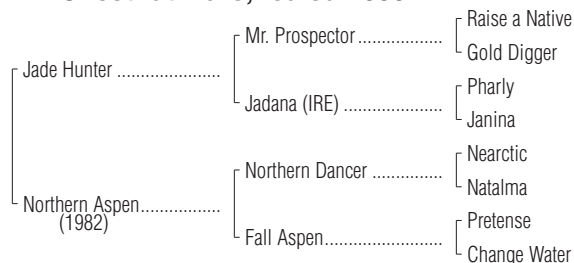 Raise a Native
Mr. Prospector ..................
Gold Digger
Jade Hunter ......................
Pharly
Jadana (IRE) .....................
Janina
Nearctic
Northern Dancer ...............
Natalma
Northern Aspen.................
(1982)
Pretense
Fall Aspen.........................
Change Water